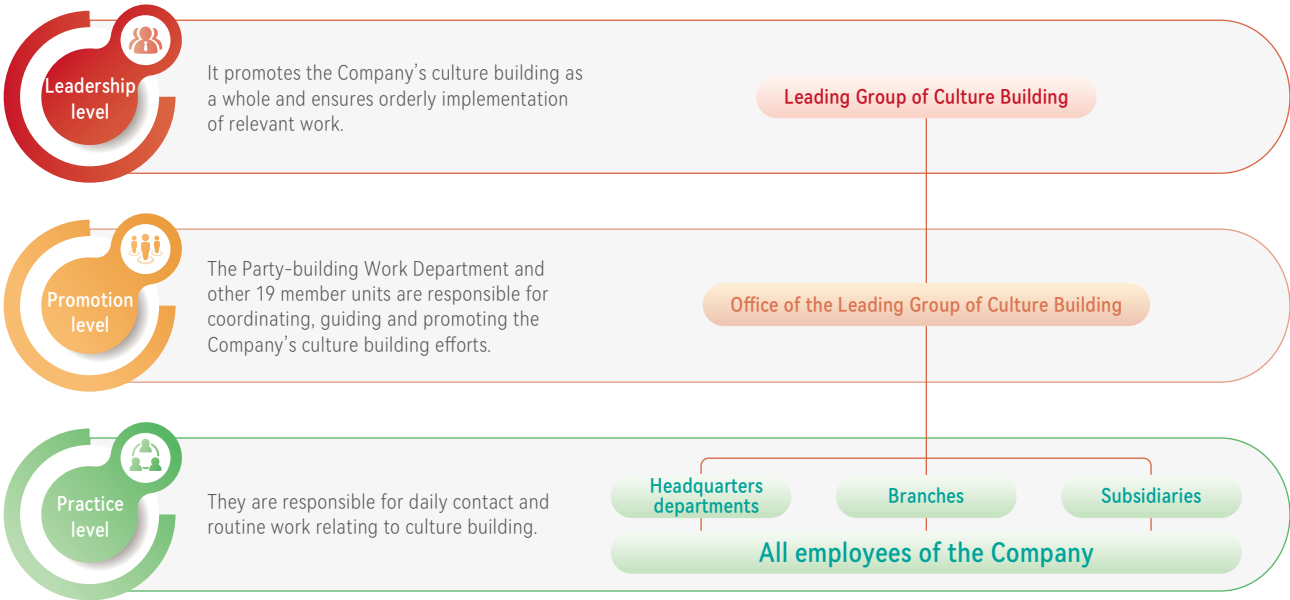 Leadership
level
It promotes the Company's culture building as
a whole and ensures orderly implementation
of relevant work.
Leading Group of Culture Building
Promotion
level
The Party-building Work Department and
other 19 member units are responsible for
coordinating, guiding and promoting the
Company's culture building efforts.
Office of the Leading Group of Culture Building
Practice
level
They are responsible for daily contact and
routine work relating to culture building.
Headquarters
departments
Branches
Subsidiaries
All employees of the Company